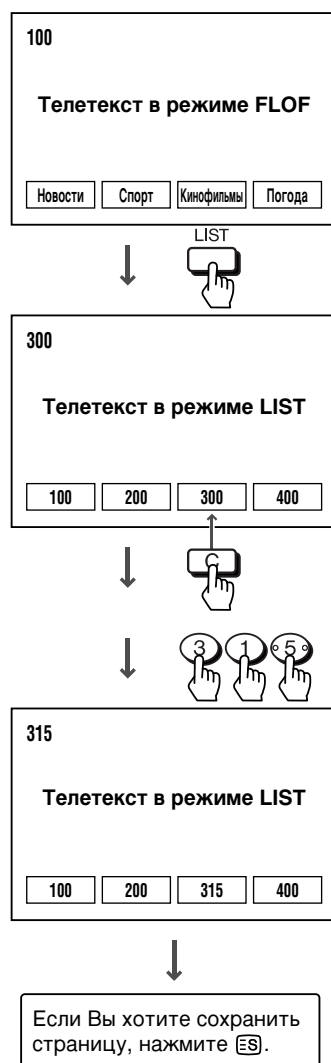 100
Телетекст в режиме FLOF
Новости Спорт Кинофильмы Погода
LIST
300
Телетекст в режиме LIST
100 200 300 400
C
3 1 5
315
Телетекст в режиме LIST
100 200 315 400
Если Вы хотите сохранить
страницу, нажмите ES.